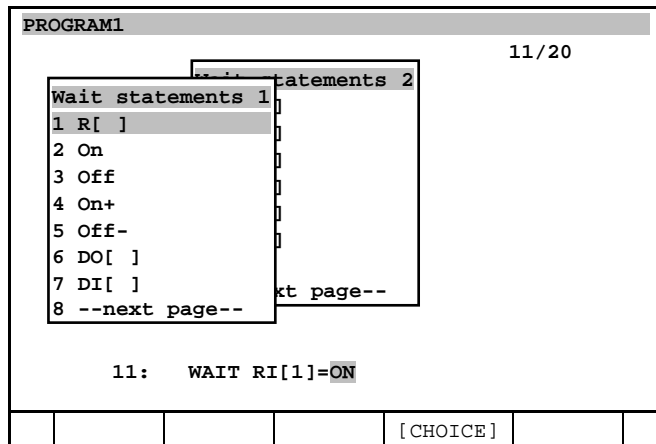 PROGRAM1
11/20
statements 2
Wait statements 1
1 R[ ]
2 On
3 Off
4 On+
5 Off-
6 DO[ ]
7 DI[ ]
8 --next page--
]
]
]
]
]
]
xt page--
11: WAIT RI[1]=ON
[CHOICE]